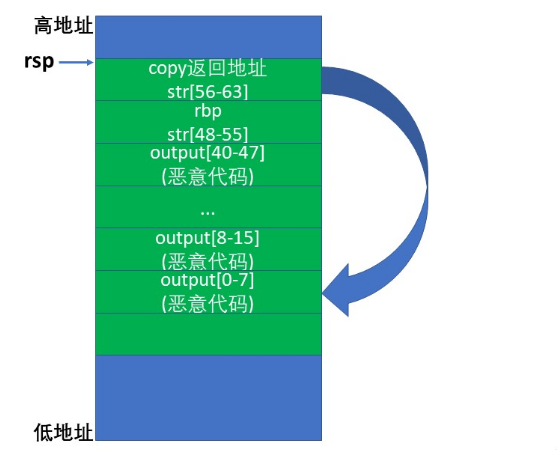 高地址
rsp
copy返回地址
str[56-63]
rbp
str[48-55]
output[40-47]
(恶意代码)
...
output[8-15]
(恶意代码)
output[0-7]
(恶意代码)
低地址